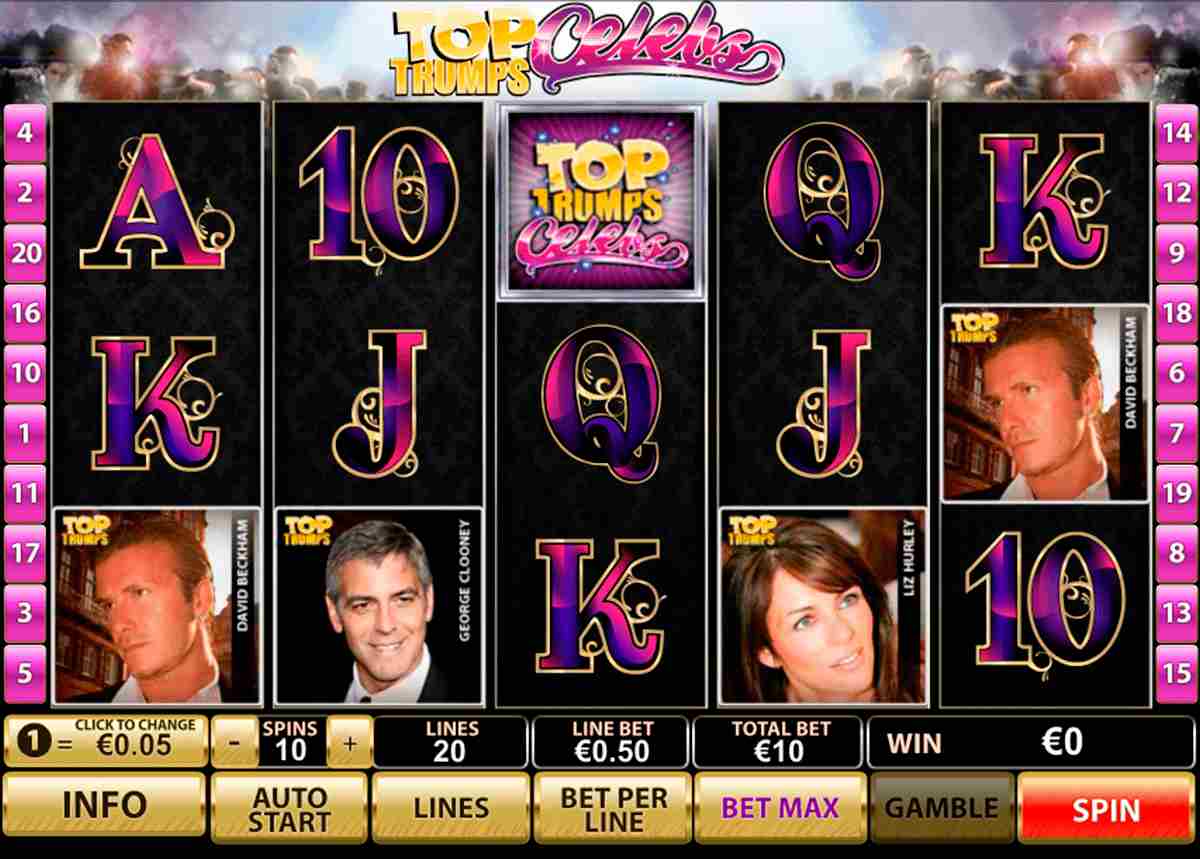 TOP
TRUMPS
Celebs
4
2
20
16
10
1
11
17
3
5
A
10
TOP
TRUMPS
Celebs
Q
K
K
J
Q
J
TOP
TRUMPS
DAVID BECKHAM
TOP
TRUMPS
DAVID BECKHAM
TOP
TRUMPS
GEORGE CLOONEY
K
TOP
TRUMPS
LIZ HURLEY
10
14
12
9
18
6
7
19
8
13
15
1 = CLICK TO CHANGE
€0.05
- SPINS +
10
LINES
20
LINE BET
€0.50
TOTAL BET
€10
WIN €0
INFO
AUTO
START
LINES
BET PER
LINE
BET MAX
GAMBLE
SPIN